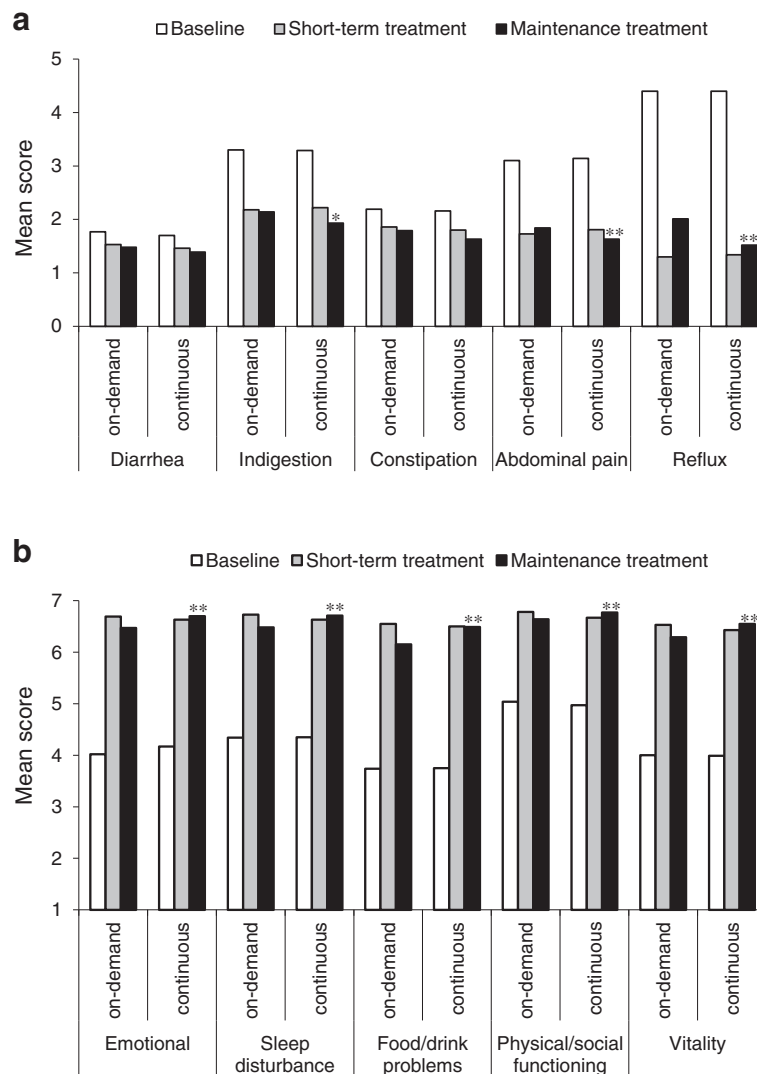 a
Baseline Short-term treatment Maintenance treatment
Mean score
5
4
3
2
1
0
*
**
**
on-demand continuous on-demand continuous on-demand continuous on-demand continuous on-demand continuous
Diarrhea Indigestion Constipation Abdominal pain Reflux
b
Baseline Short-term treatment Maintenance treatment
Mean score
7
6
5
4
3
2
1
** ** ** ** **
on-demand continuous on-demand continuous on-demand continuous on-demand continuous on-demand continuous
Emotional Sleep Food/drink Physical/social Vitality
disturbance problems functioning